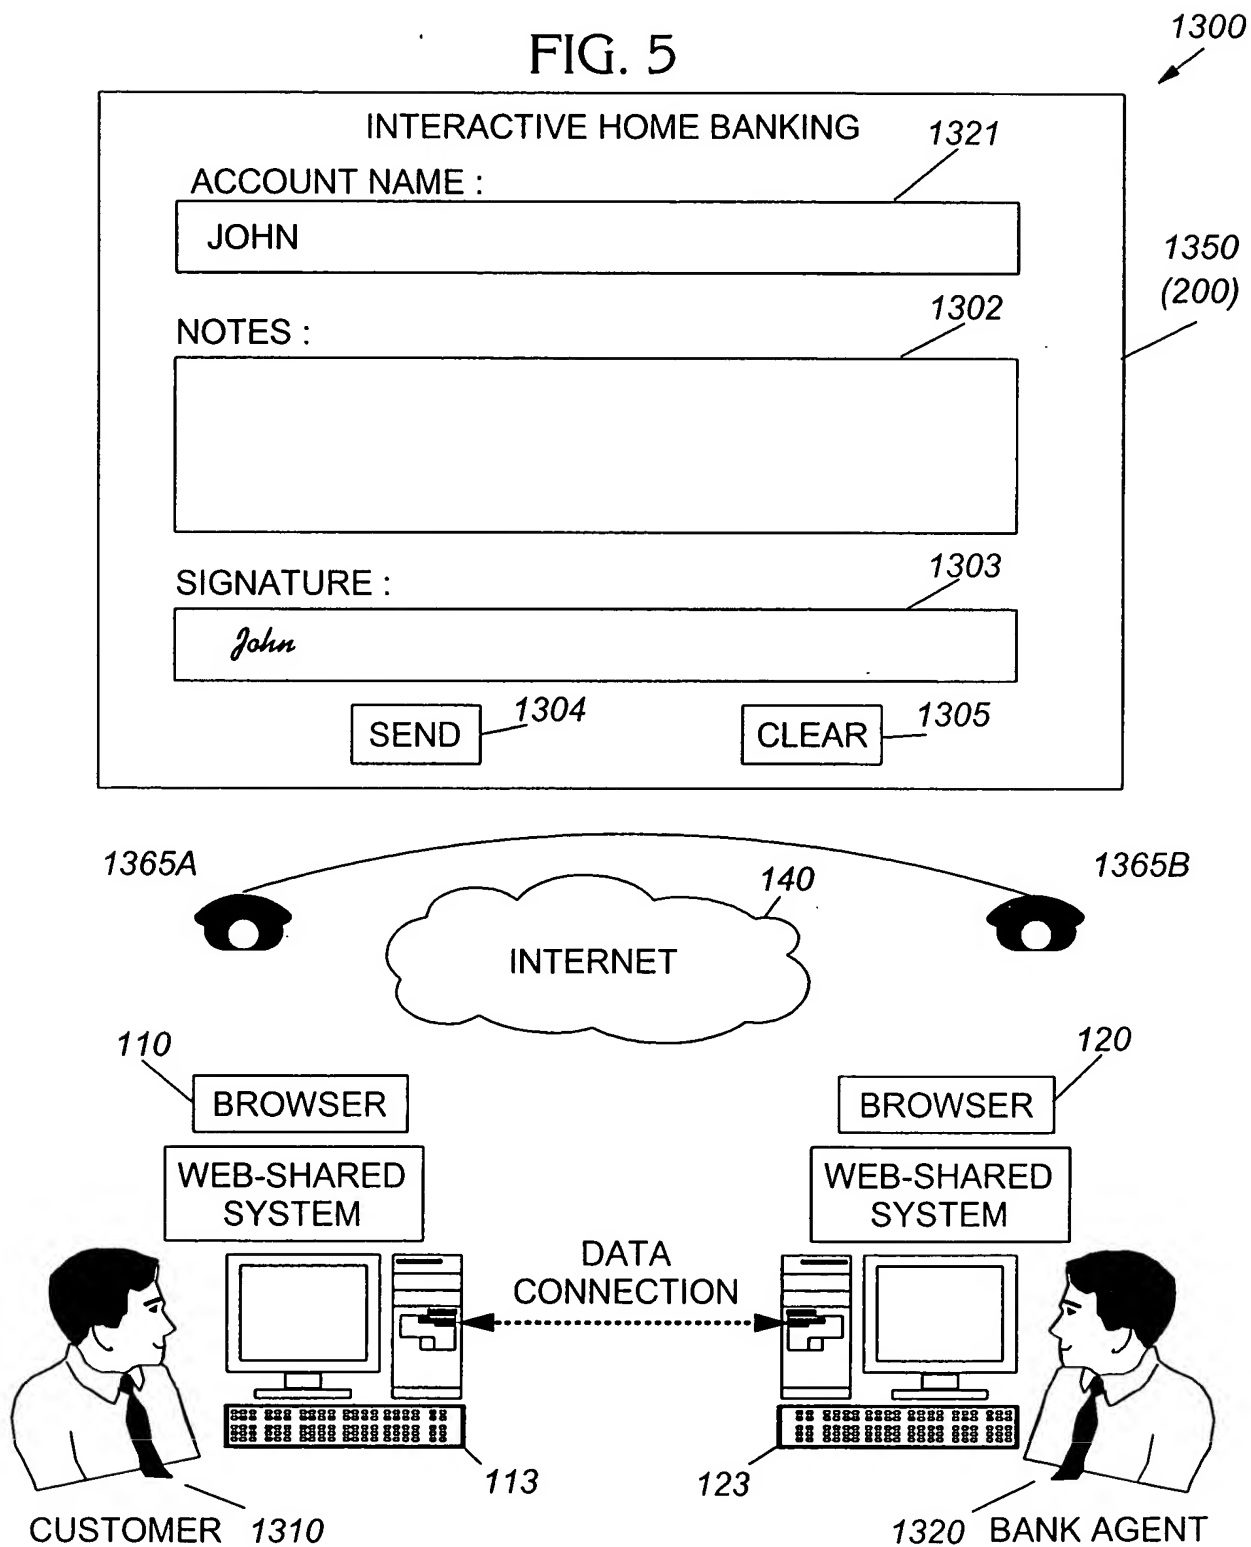 FIG. 5
1300
INTERACTIVE HOME BANKING
1321
ACCOUNT NAME :
JOHN
1350
(200)
NOTES :
1302
SIGNATURE :
1303
John
SEND
1304
CLEAR
1305
1365A
1365B
140
INTERNET
110
120
BROWSER
BROWSER
WEB-SHARED
SYSTEM
WEB-SHARED
SYSTEM
DATA
CONNECTION
113
123
CUSTOMER 1310
1320 BANK AGENT